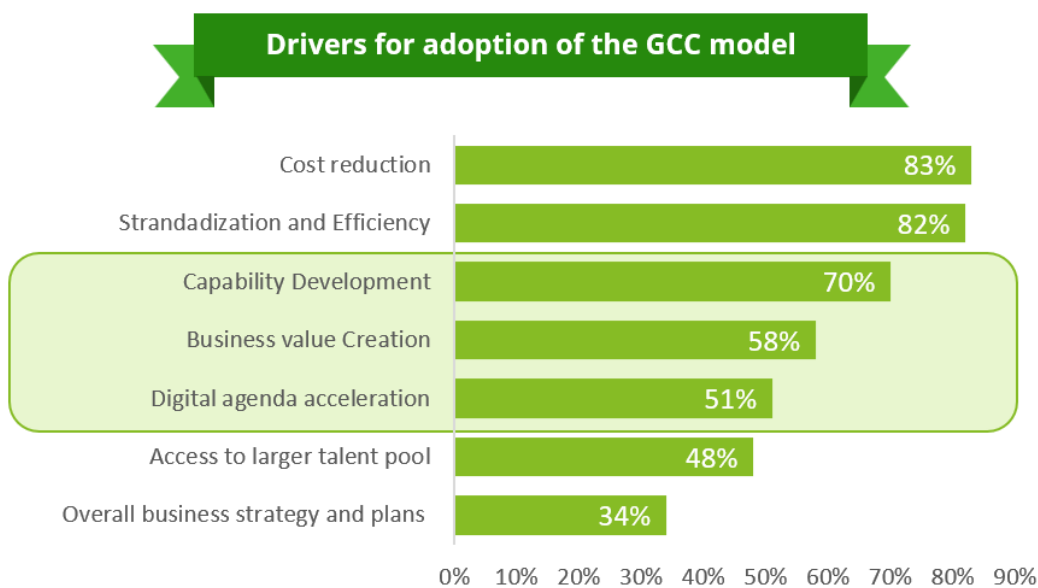 Drivers for adoption of the GCC model
Cost reduction 83%
Strandadization and Efficiency 82%
Capability Development 70%
Business value Creation 58%
Digital agenda acceleration 51%
Access to larger talent pool 48%
Overall business strategy and plans 34%
0% 10% 20% 30% 40% 50% 60% 70% 80% 90%